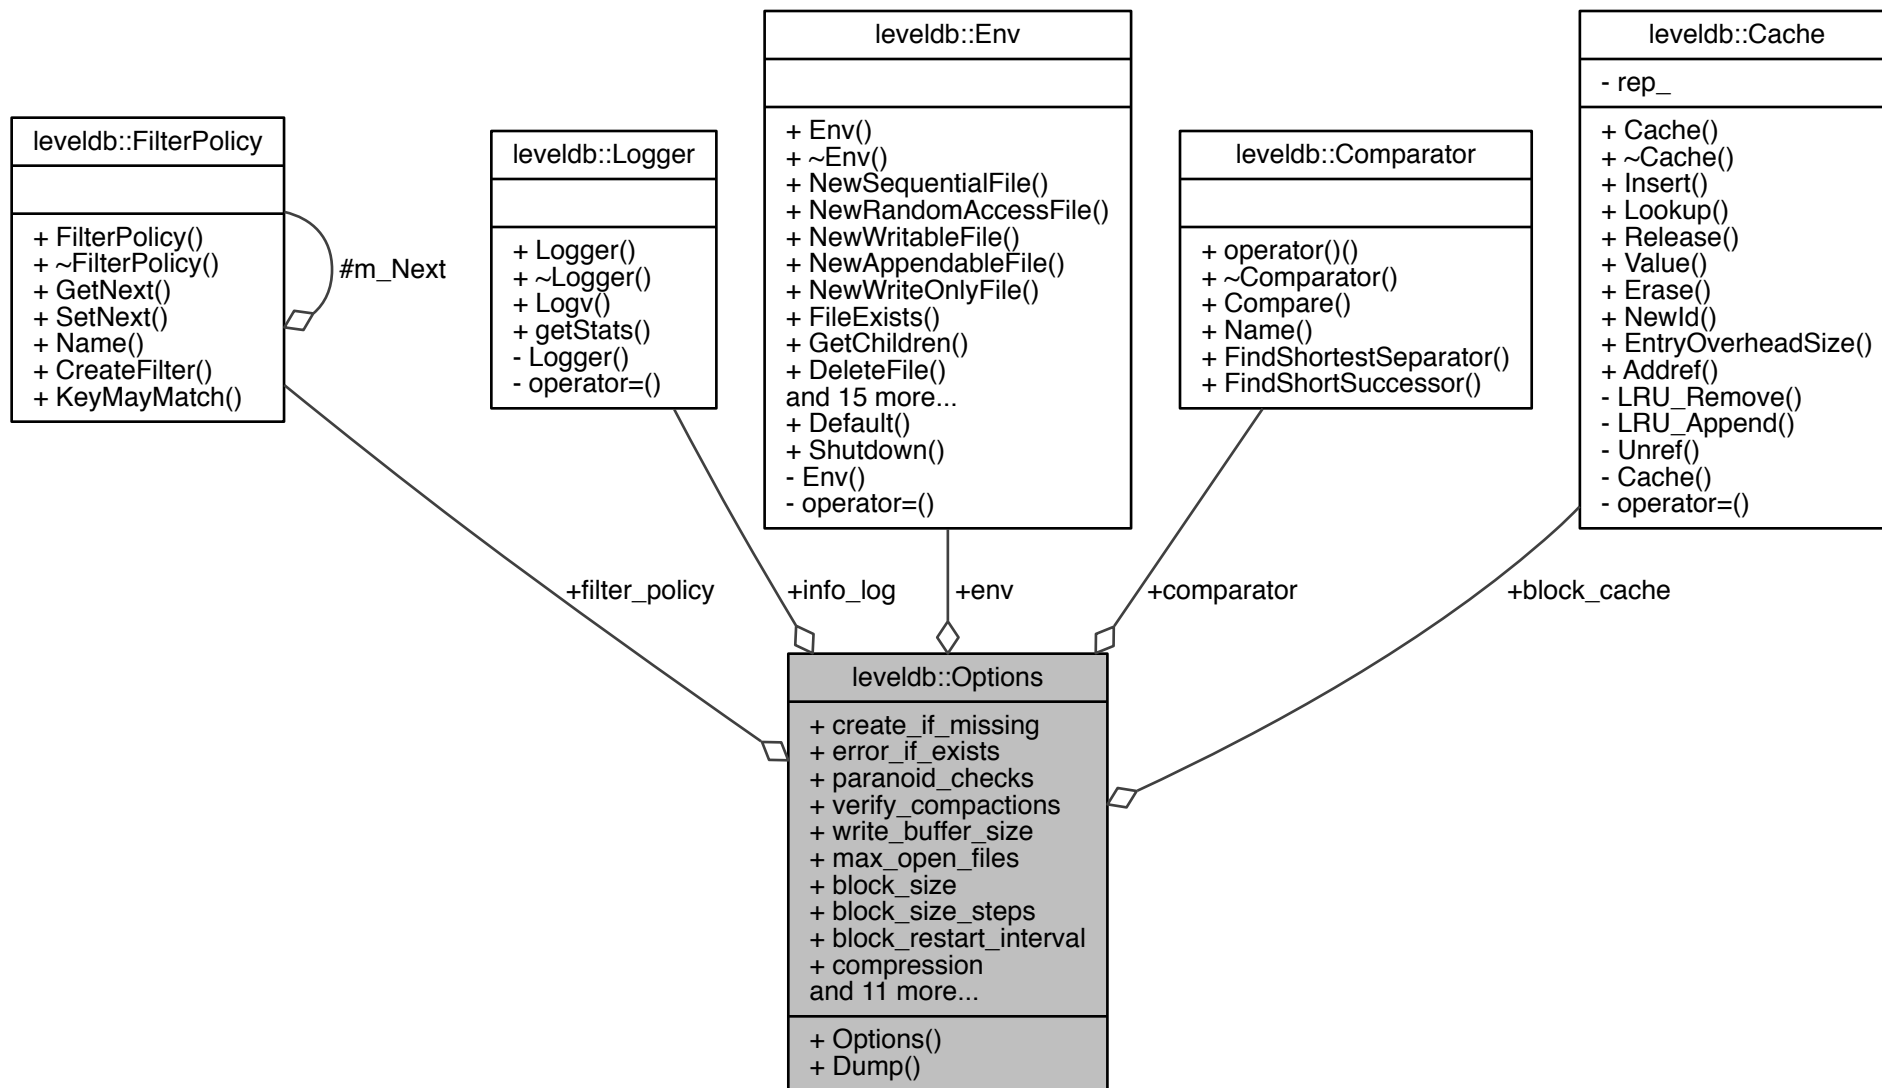 leveldb::FilterPolicy
+ FilterPolicy()
+ ~FilterPolicy()
+ GetNext()
+ SetNext()
+ Name()
+ CreateFilter()
+ KeyMayMatch()
#m_Next
leveldb::Logger
+ Logger()
+ ~Logger()
+ Logv()
+ getStats()
- Logger()
- operator=()
leveldb::Env
+ Env()
+ ~Env()
+ NewSequentialFile()
+ NewRandomAccessFile()
+ NewWritableFile()
+ NewAppendableFile()
+ NewWriteOnlyFile()
+ FileExists()
+ GetChildren()
+ DeleteFile()
and 15 more...
+ Default()
+ Shutdown()
- Env()
- operator=()
leveldb::Comparator
+ operator()()
+ ~Comparator()
+ Compare()
+ Name()
+ FindShortestSeparator()
+ FindShortSuccessor()
leveldb::Cache
- rep_
+ Cache()
+ ~Cache()
+ Insert()
+ Lookup()
+ Release()
+ Value()
+ Erase()
+ NewId()
+ EntryOverheadSize()
+ Addref()
- LRU_Remove()
- LRU_Append()
- Unref()
- Cache()
- operator=()
+filter_policy
+info_log
+env
+comparator
+block_cache
leveldb::Options
+ create_if_missing
+ error_if_exists
+ paranoid_checks
+ verify_compactions
+ write_buffer_size
+ max_open_files
+ block_size
+ block_size_steps
+ block_restart_interval
+ compression
and 11 more...
+ Options()
+ Dump()